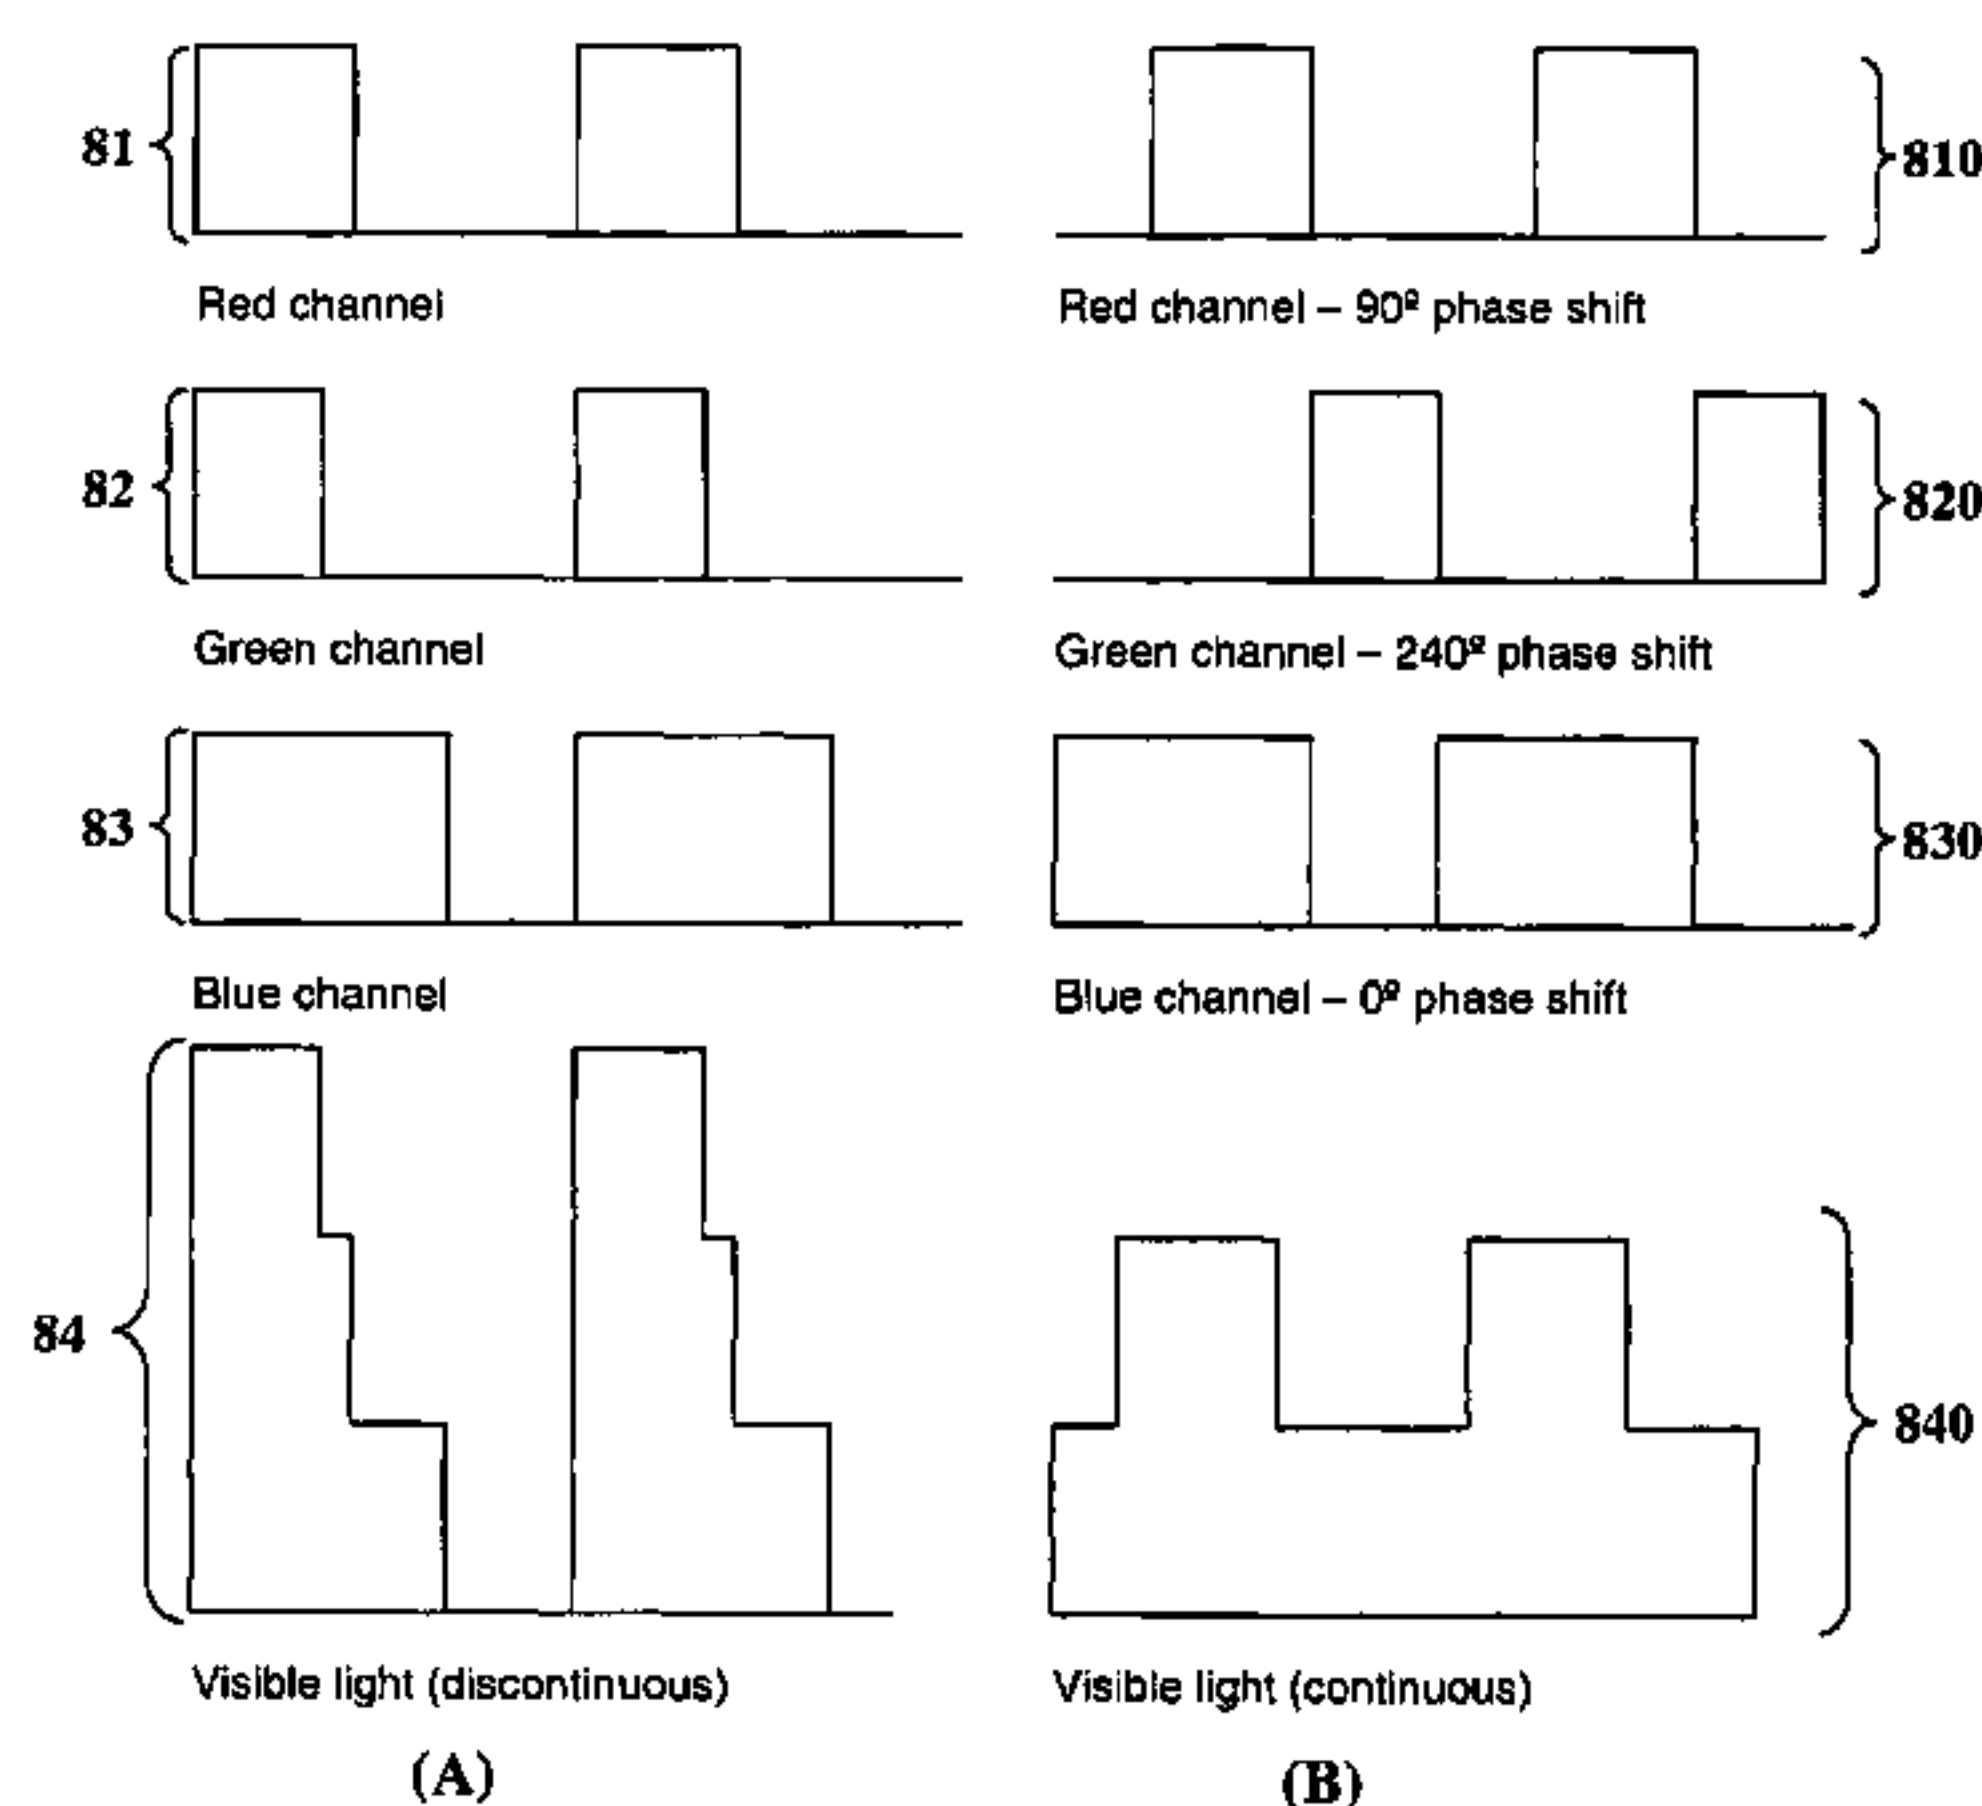 81
810
Red channel
Red channel – 90º phase shift
82
820
Green channel
Green channel – 240º phase shift
83
830
Blue channel
Blue channel – 0º phase shift
84
840
Visible light (discontinuous)
Visible light (continuous)
(A)
(B)